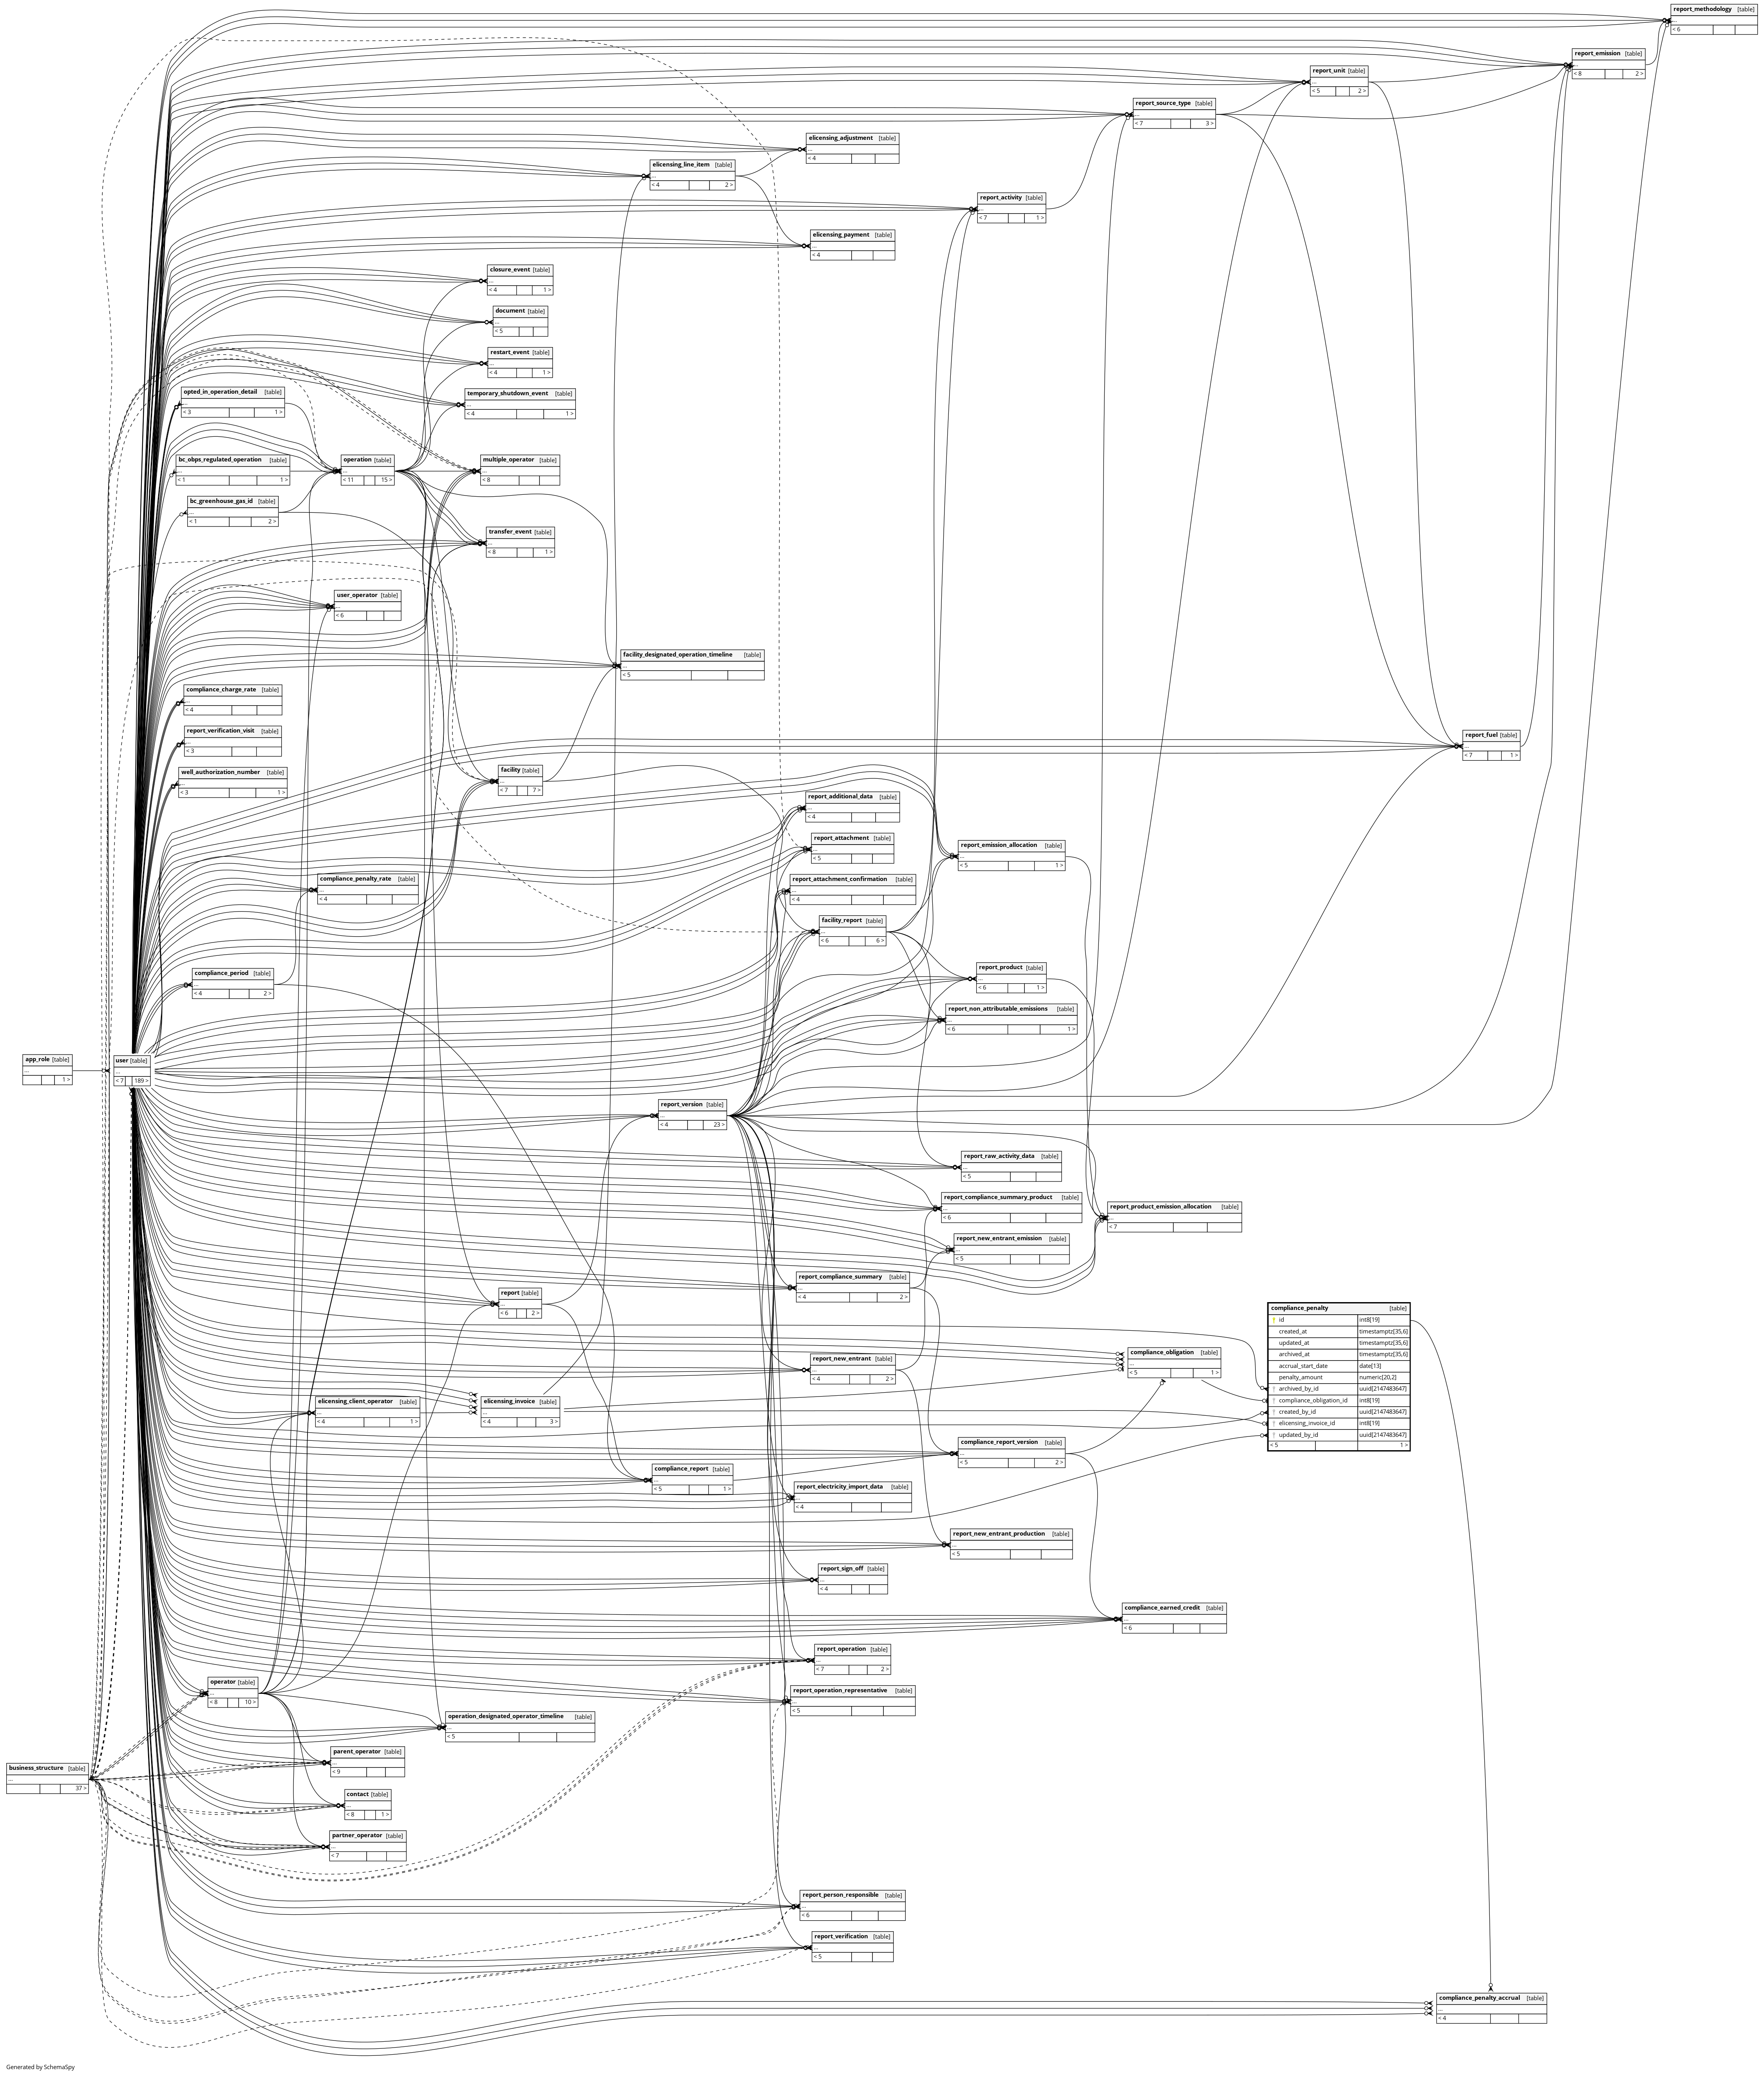 report_methodology [table]
...
< 6
report_emission [table]
...
< 8 2 >
report_unit [table]
...
< 5 2 >
report_source_type [table]
...
< 7 3 >
elicensing_adjustment [table]
...
< 4
elicensing_line_item [table]
...
< 4 2 >
report_activity [table]
...
< 7 1 >
elicensing_payment [table]
...
< 4
closure_event [table]
...
< 4 1 >
document [table]
...
< 5
restart_event [table]
...
< 4 1 >
opted_in_operation_detail [table]
...
< 3 1 >
temporary_shutdown_event [table]
...
< 4 1 >
bc_obps_regulated_operation [table]
...
< 1 1 >
operation [table]
...
< 11 15 >
multiple_operator [table]
...
< 8
bc_greenhouse_gas_id [table]
...
< 1 2 >
transfer_event [table]
...
< 8 1 >
user_operator [table]
...
< 6
facility_designated_operation_timeline [table]
...
< 5
compliance_charge_rate [table]
...
< 4
report_verification_visit [table]
...
< 3
report_fuel [table]
...
< 7 1 >
well_authorization_number [table]
...
< 3 1 >
facility [table]
...
< 7 7 >
report_additional_data [table]
...
< 4
report_attachment [table]
...
< 5
report_emission_allocation [table]
...
< 5 1 >
compliance_penalty_rate [table]
...
< 4
report_attachment_confirmation [table]
...
< 4
facility_report [table]
...
< 6 6 >
compliance_period [table]
...
< 4 2 >
report_product [table]
...
< 6 1 >
report_non_attributable_emissions [table]
...
< 6 1 >
app_role [table]
...
1 >
user [table]
...
< 7 189 >
report_version [table]
...
< 4 23 >
report_raw_activity_data [table]
...
< 5
report_compliance_summary_product [table]
...
< 6
report_product_emission_allocation [table]
...
< 7
report_new_entrant_emission [table]
...
< 5
report_compliance_summary [table]
...
< 4 2 >
report [table]
...
< 6 2 >
compliance_penalty [table]
id int8[19]
created_at timestamptz[35,6]
updated_at timestamptz[35,6]
archived_at timestamptz[35,6]
accrual_start_date date[13]
penalty_amount numeric[20,2]
archived_by_id uuid[2147483647]
compliance_obligation_id int8[19]
created_by_id uuid[2147483647]
elicensing_invoice_id int8[19]
updated_by_id uuid[2147483647]
< 5 1 >
compliance_obligation [table]
...
< 5 1 >
report_new_entrant [table]
...
< 4 2 >
elicensing_client_operator [table]
...
< 4 1 >
elicensing_invoice [table]
...
< 4 3 >
compliance_report_version [table]
...
< 5 2 >
compliance_report [table]
...
< 5 1 >
report_electricity_import_data [table]
...
< 4
report_new_entrant_production [table]
...
< 5
report_sign_off [table]
...
< 4
compliance_earned_credit [table]
...
< 6
report_operation [table]
...
< 7 2 >
operator [table]
...
< 8 10 >
report_operation_representative [table]
...
< 5
operation_designated_operator_timeline [table]
...
< 5
parent_operator [table]
...
< 9
business_structure [table]
...
37 >
contact [table]
...
< 8 1 >
partner_operator [table]
...
< 7
report_person_responsible [table]
...
< 6
report_verification [table]
...
< 5
compliance_penalty_accrual [table]
...
< 4
Generated by SchemaSpy